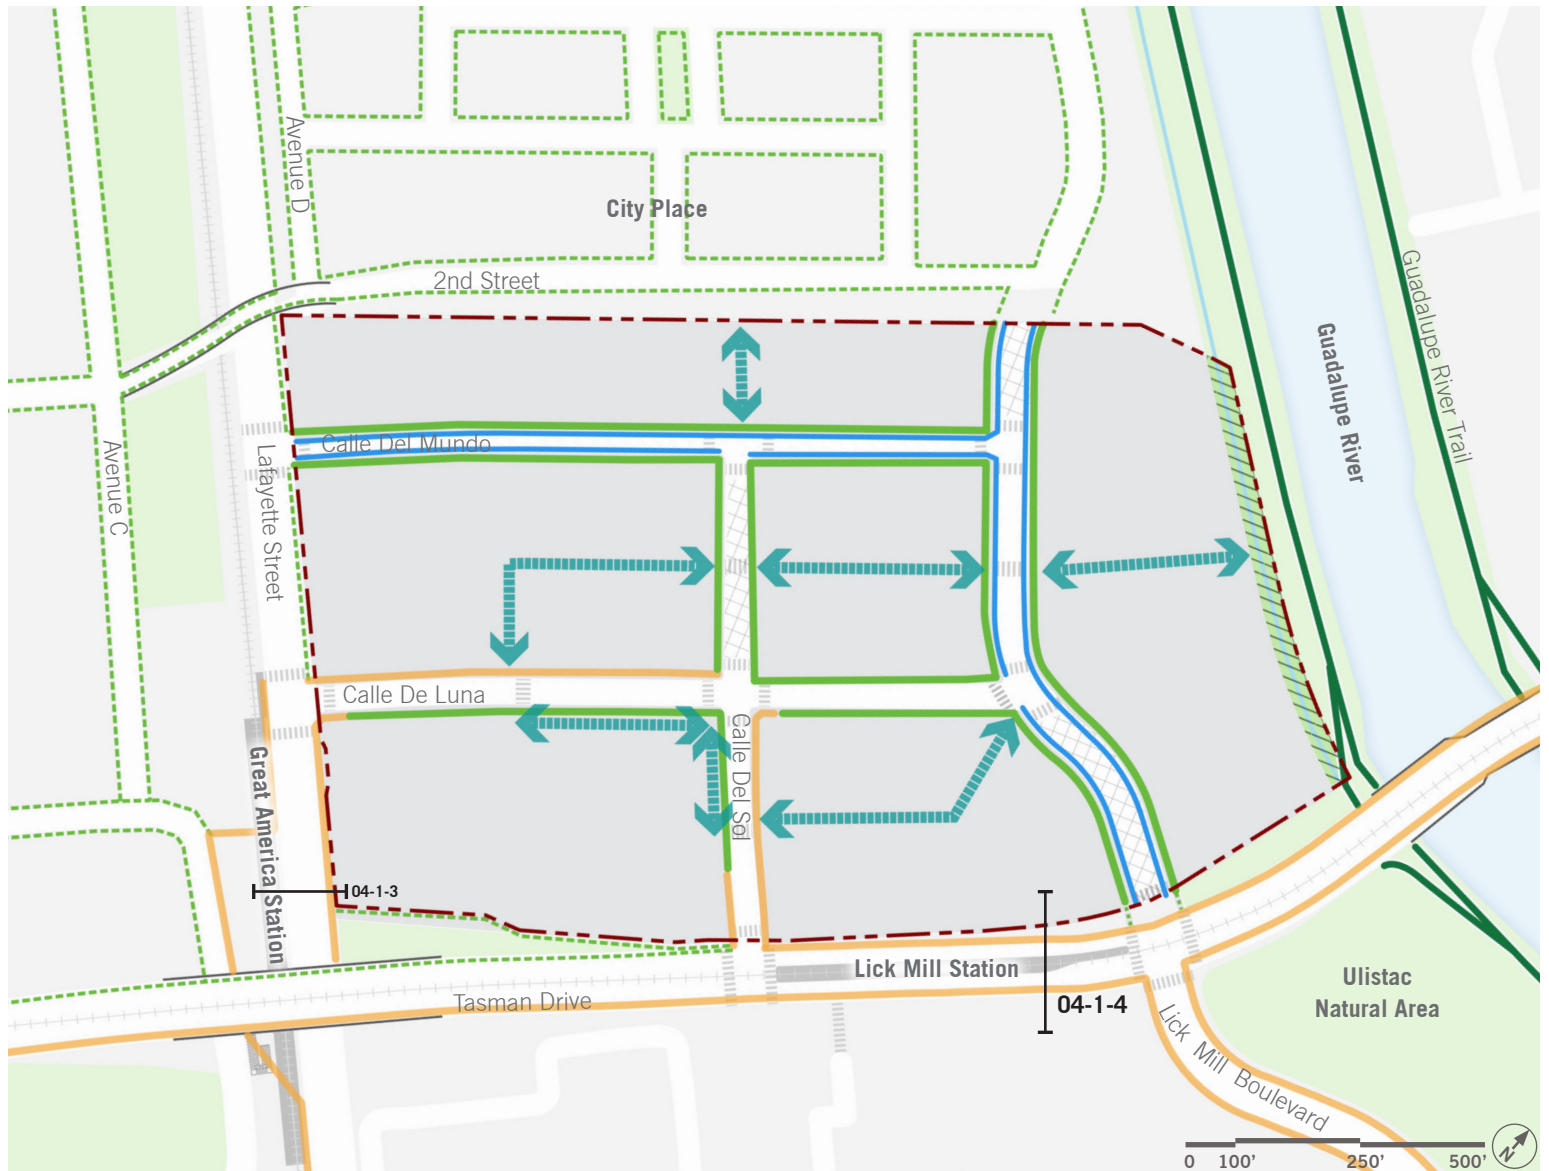 Avenue D
City Place
2nd Street
Guadalupe River Trail
Guadalupe River
Calle Del Mundo
Avenue C
Lafayette Street
Calle De Luna
Calle Del Sol
Great America Station
04-1-3
Lick Mill Station
Ulistac
Natural Area
Tasman Drive
04-1-4
Lick Mill Boulevard
0 100' 250' 500'
N